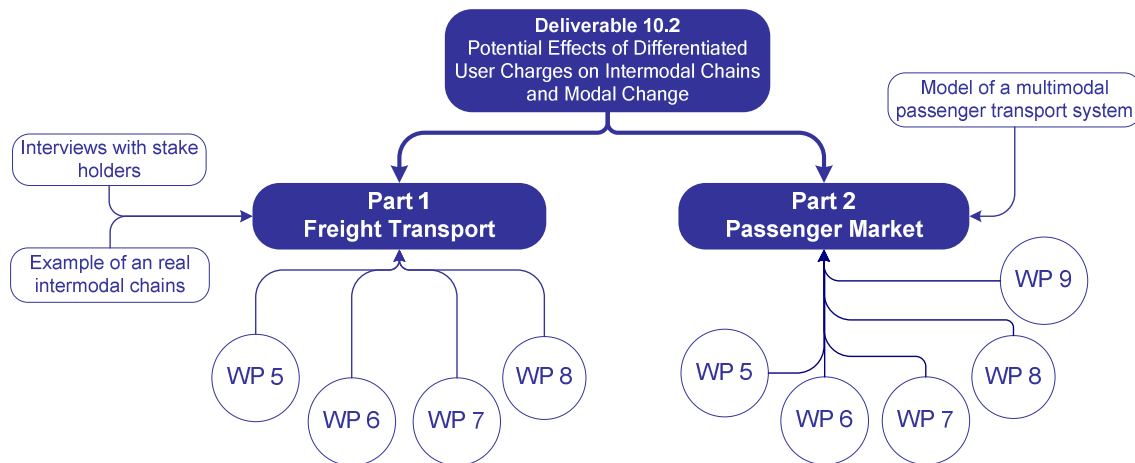 Deliverable 10.2
Potential Effects of Differentiated
User Charges on Intermodal Chains
and Modal Change
Model of a multimodal
passenger transport system
Interviews with stake
holders
Part 1
Freight Transport
Part 2
Passenger Market
Example of an real
intermodal chains
WP 9
WP 5
WP 6
WP 7
WP 8
WP 5
WP 6
WP 7
WP 8